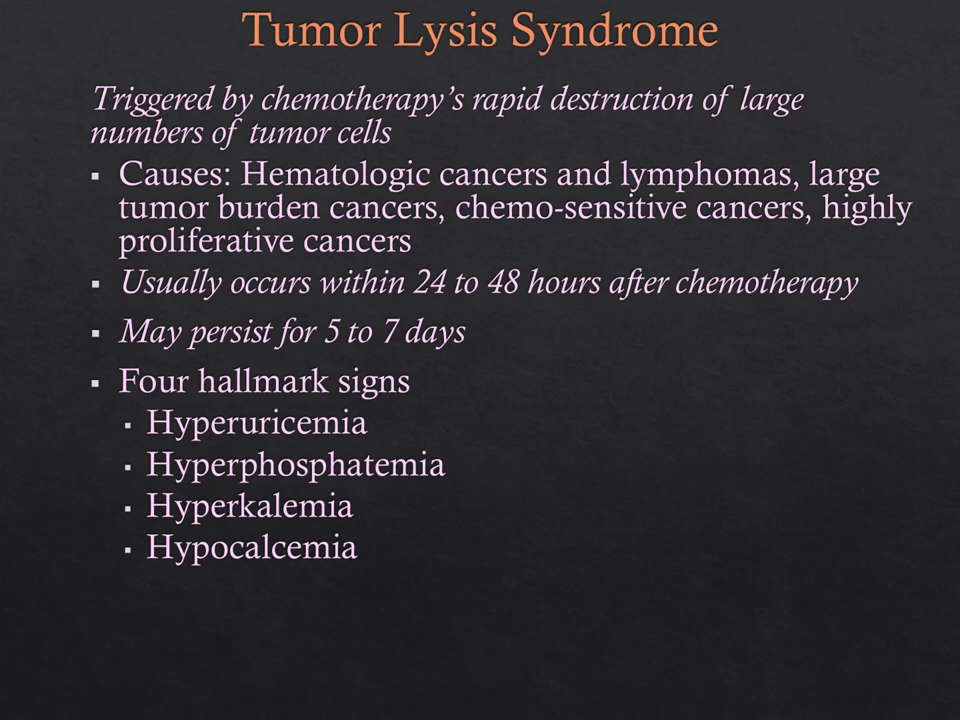 Tumor Lysis Syndrome
Triggered by chemotherapy’s rapid destruction of large
numbers of tumor cells
▪ Causes: Hematologic cancers and lymphomas, large
tumor burden cancers, chemo-sensitive cancers, highly
proliferative cancers
▪ Usually occurs within 24 to 48 hours after chemotherapy
▪ May persist for 5 to 7 days
▪ Four hallmark signs
▪ Hyperuricemia
▪ Hyperphosphatemia
▪ Hyperkalemia
▪ Hypocalcemia